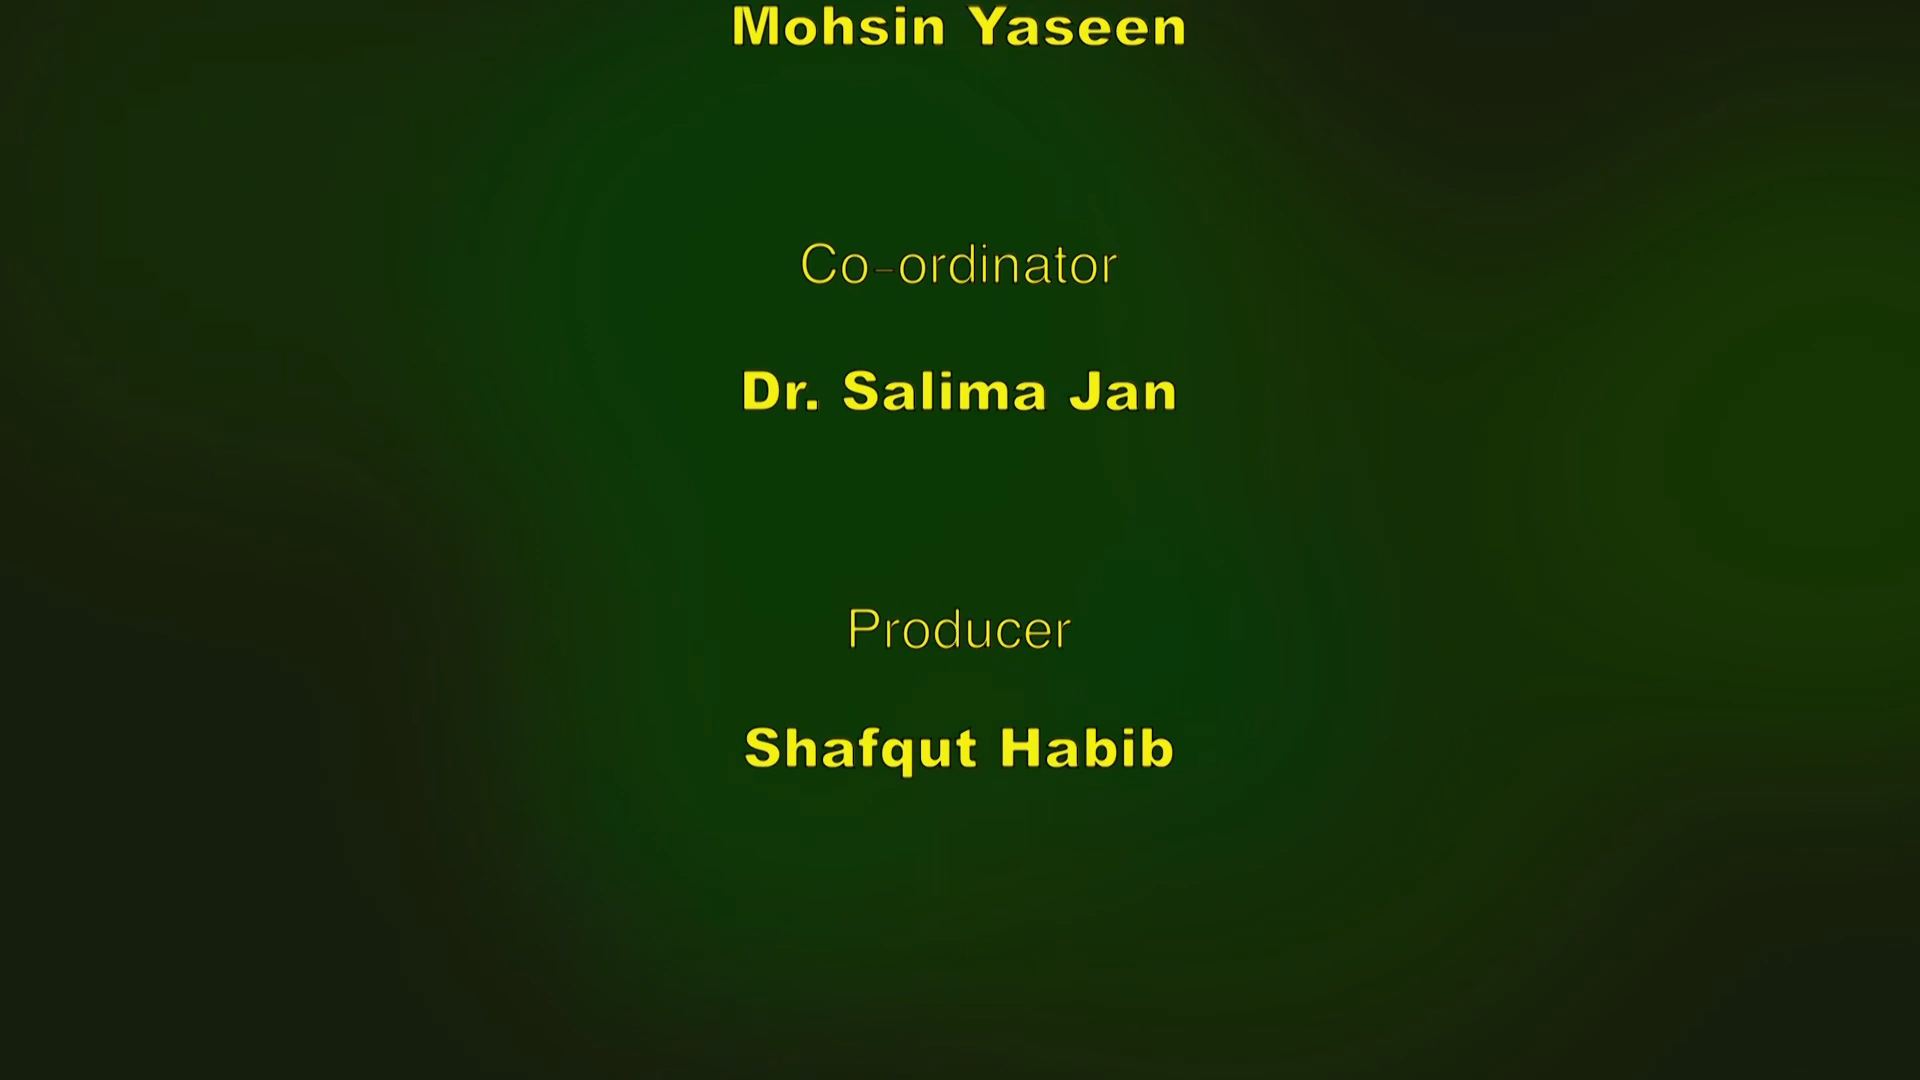 Mohsin Yaseen
Co-ordinator
Dr. Salima Jan
Producer
Shafqut Habib